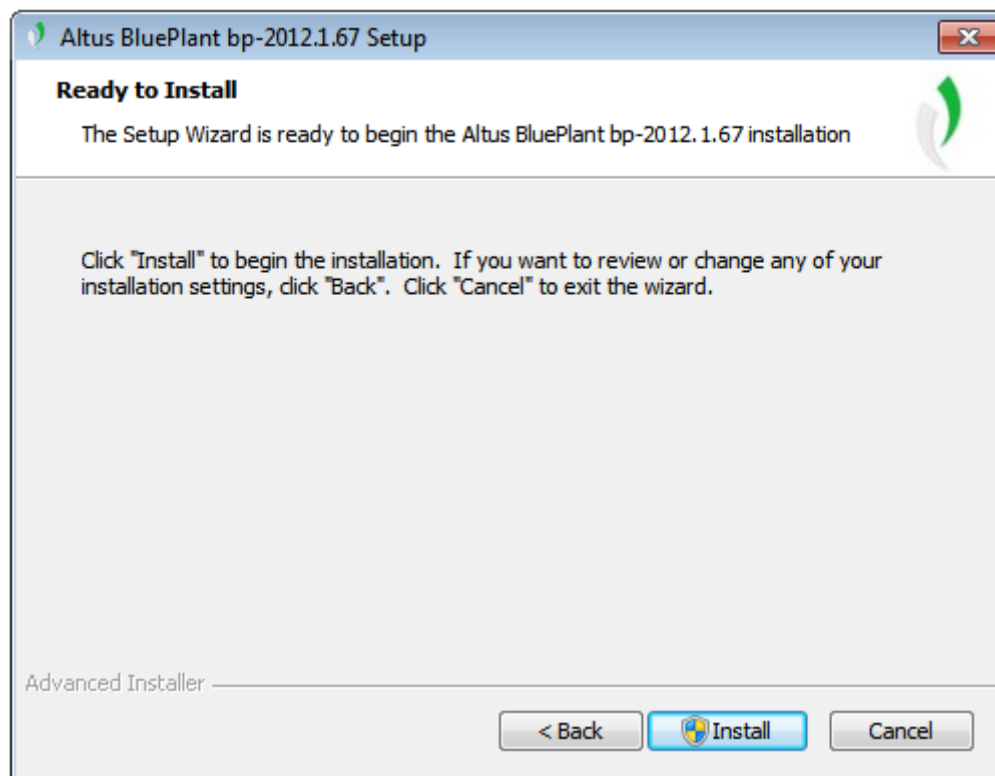 Altus BluePlant bp-2012.1.67 Setup
Ready to Install
The Setup Wizard is ready to begin the Altus BluePlant bp-2012.1.67 installation
Click "Install" to begin the installation.  If you want to review or change any of your
installation settings, click "Back".  Click "Cancel" to exit the wizard.
Advanced Installer
< Back
Install
Cancel